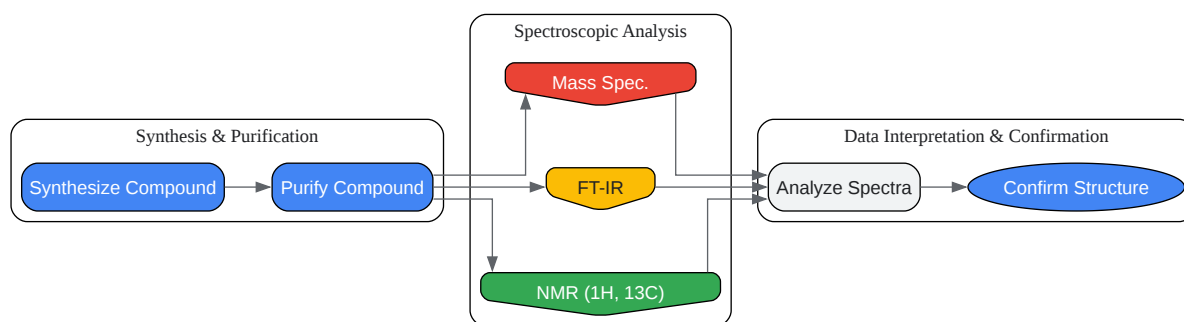 Synthesis & Purification
Synthesize Compound
Purify Compound
Spectroscopic Analysis
Mass Spec.
FT-IR
NMR (1H, 13C)
Data Interpretation & Confirmation
Analyze Spectra
Confirm Structure